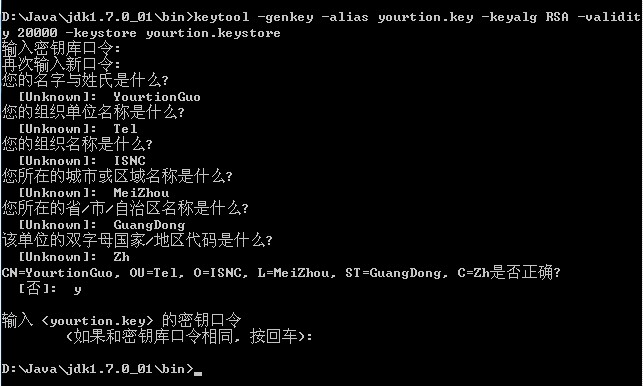 D:\Java\jdk1.7.0_01\bin>keytool -genkey -alias yourtion.key -keyalg RSA -validit
y 20000 -keystore yourtion.keystore
输入密钥库口令:
再次输入新口令:
您的名字与姓氏是什么?
[Unknown]:  YourtionGuo
您的组织单位名称是什么?
[Unknown]:  Tel
您的组织名称是什么?
[Unknown]:  ISNC
您所在的城市或区域名称是什么?
[Unknown]:  MeiZhou
您所在的省/市/自治区名称是什么?
[Unknown]:  GuangDong
该单位的双字母国家/地区代码是什么?
[Unknown]:  Zh
CN=YourtionGuo, OU=Tel, O=ISNC, L=MeiZhou, ST=GuangDong, C=Zh是否正确?
[否]:  y
输入 <yourtion.key> 的密钥口令
(如果和密钥库口令相同, 按回车):
D:\Java\jdk1.7.0_01\bin>_